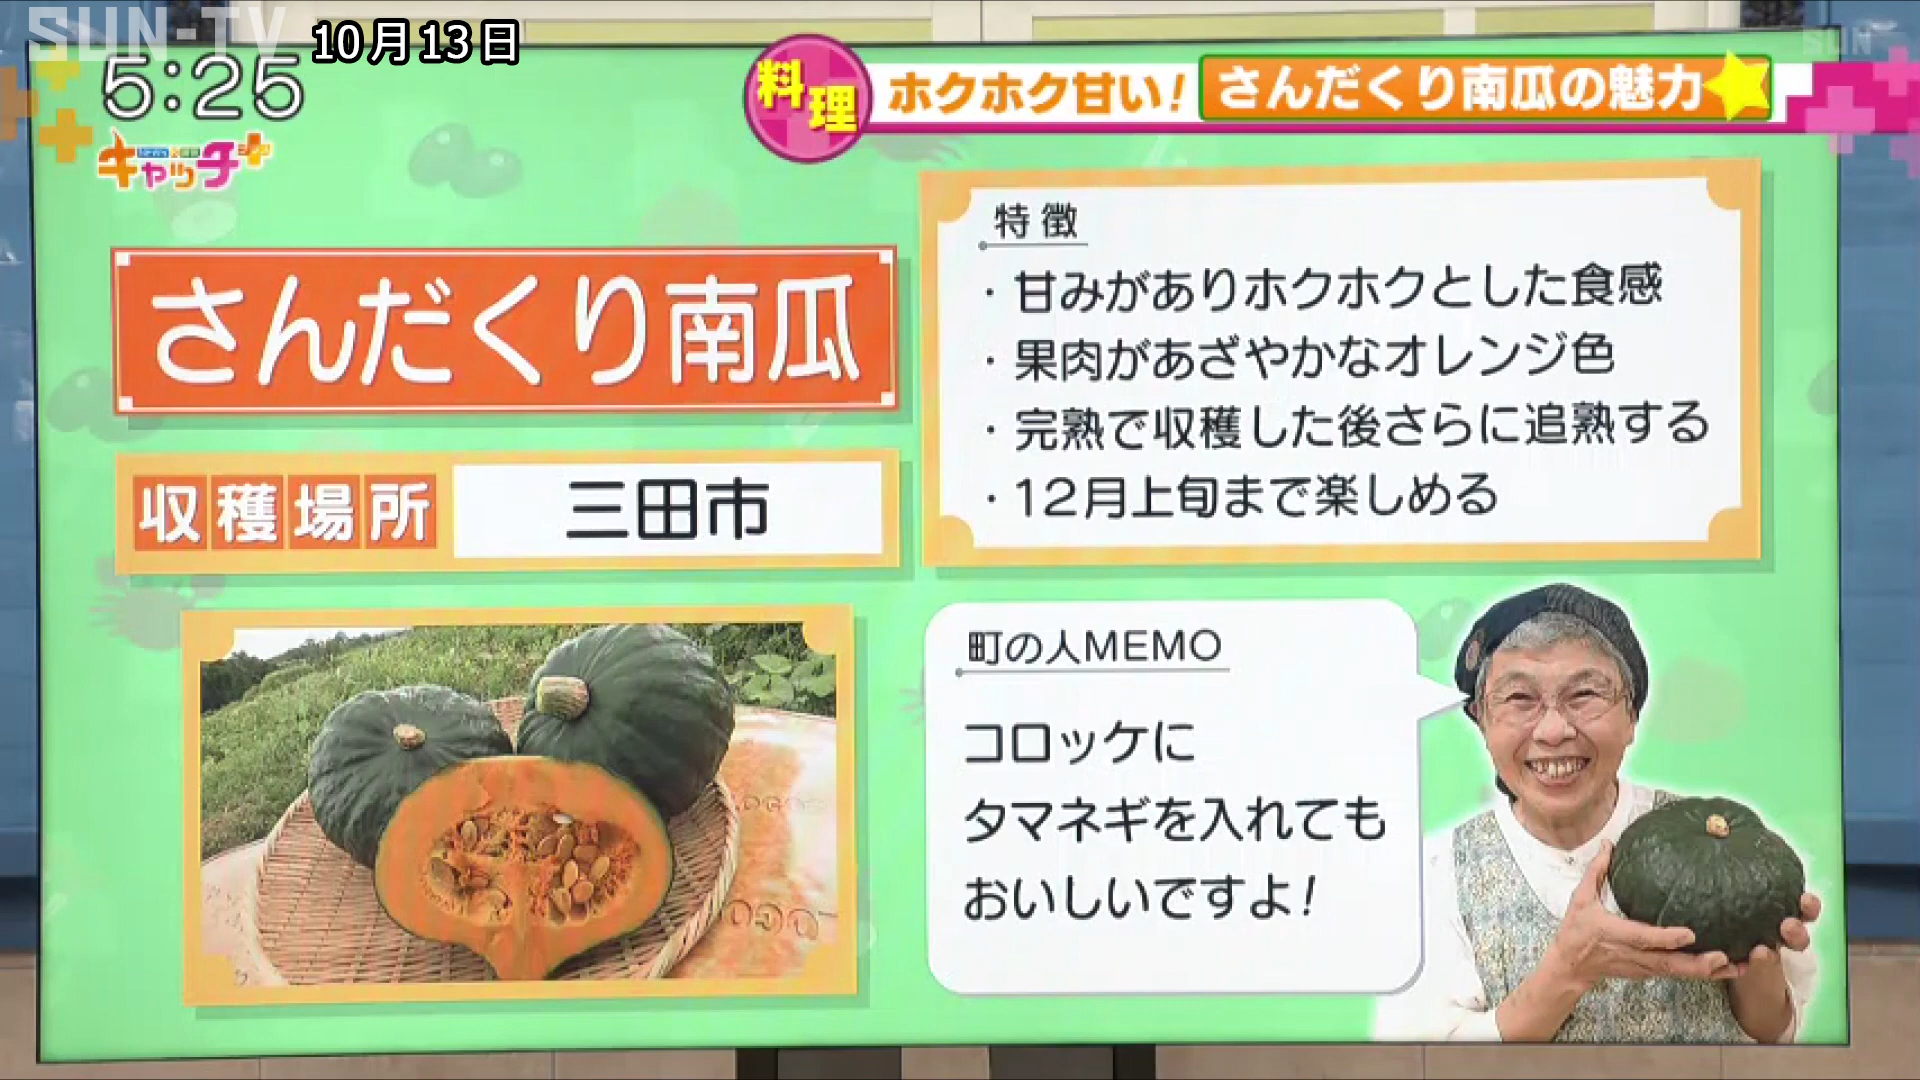 SUN-TV
10月13日
5:25
キャッチ+
料理
ホクホク甘い!
さんだくり南瓜の魅力
SUN
さんだくり南瓜
収穫場所
三田市
特徴
・甘みがありホクホクとした食感
・果肉があざやかなオレンジ色
・完熟で収穫した後さらに追熟する
・12月上旬まで楽しめる
町の人MEMO
コロッケに
タマネギを入れても
おいしいですよ!